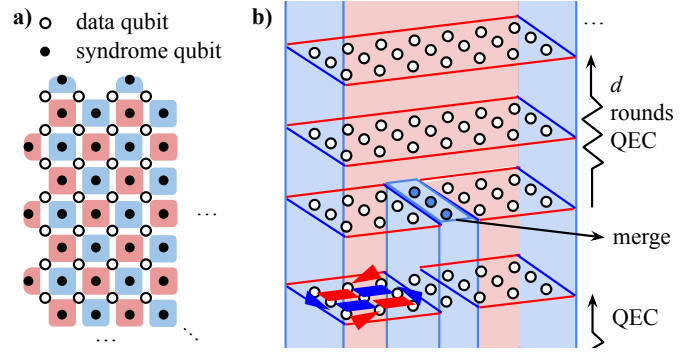 a)
data qubit
syndrome qubit
...
...
...
b)
...
d
rounds
QEC
merge
QEC